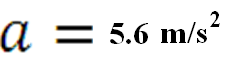 a = 5.6 m/s²